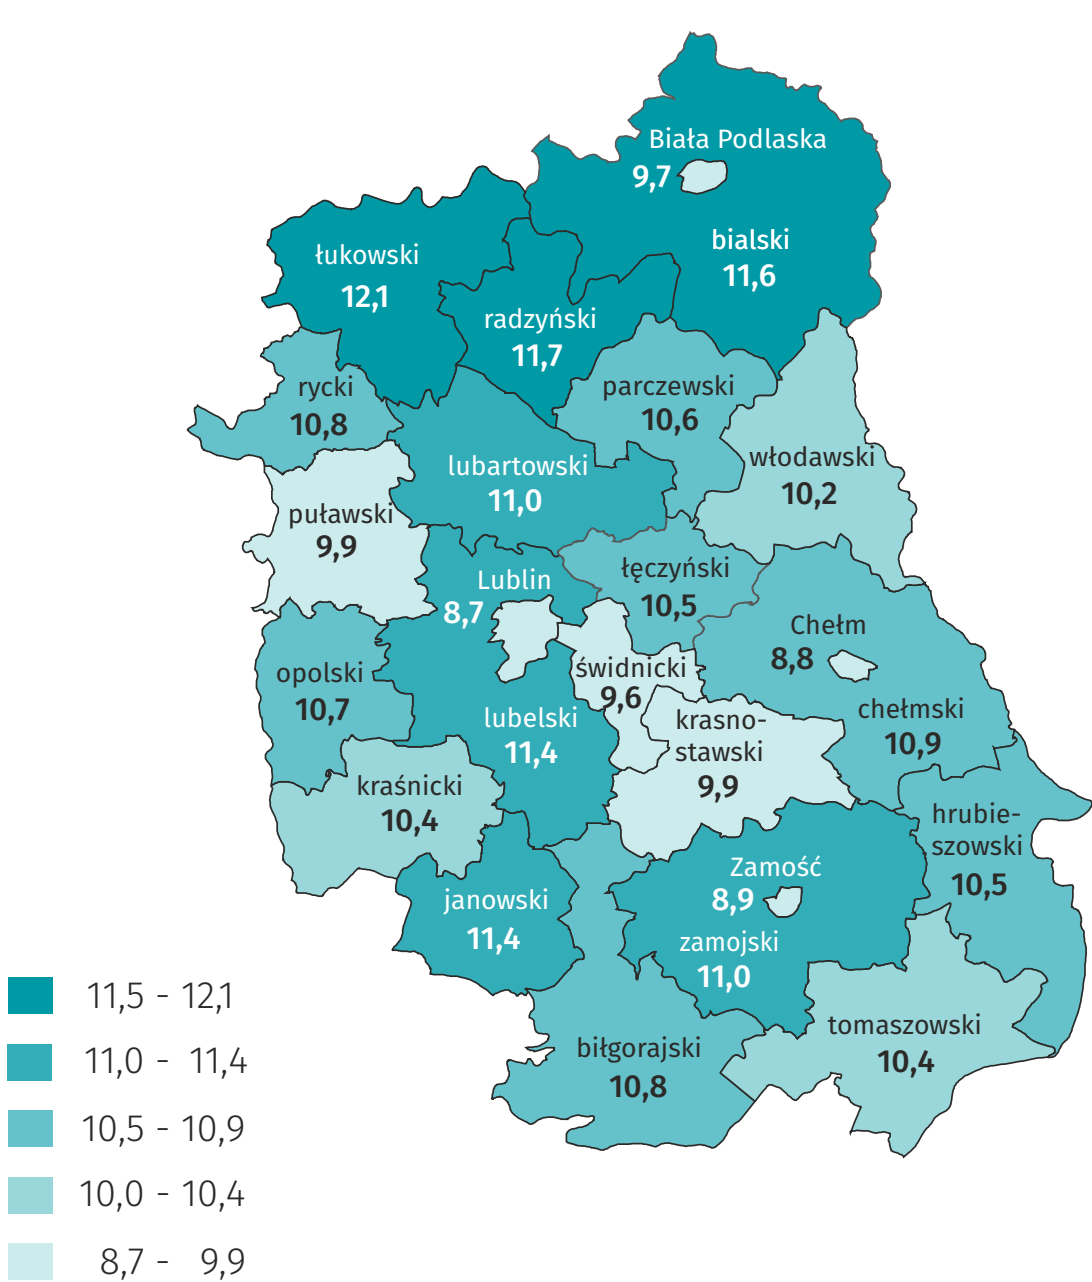 Biała Podlaska
9,7
bialski
11,6
łukowski
12,1
radzyński
11,7
rycki
10,8
parczewski
10,6
włodawski
10,2
lubartowski
11,0
puławski
9,9
Lublin
8,7
łęczyński
10,5
Chełm
8,8
opolski
10,7
świdnicki
9,6
lubelski
11,4
krasno-
stawski
9,9
chełmski
10,9
kraśnicki
10,4
hrubie-
szowski
10,5
Zamość
8,9
janowski
11,4
zamojski
11,0
tomaszowski
10,4
biłgorajski
10,8
11,5 - 12,1
11,0 - 11,4
10,5 - 10,9
10,0 - 10,4
8,7 - 9,9